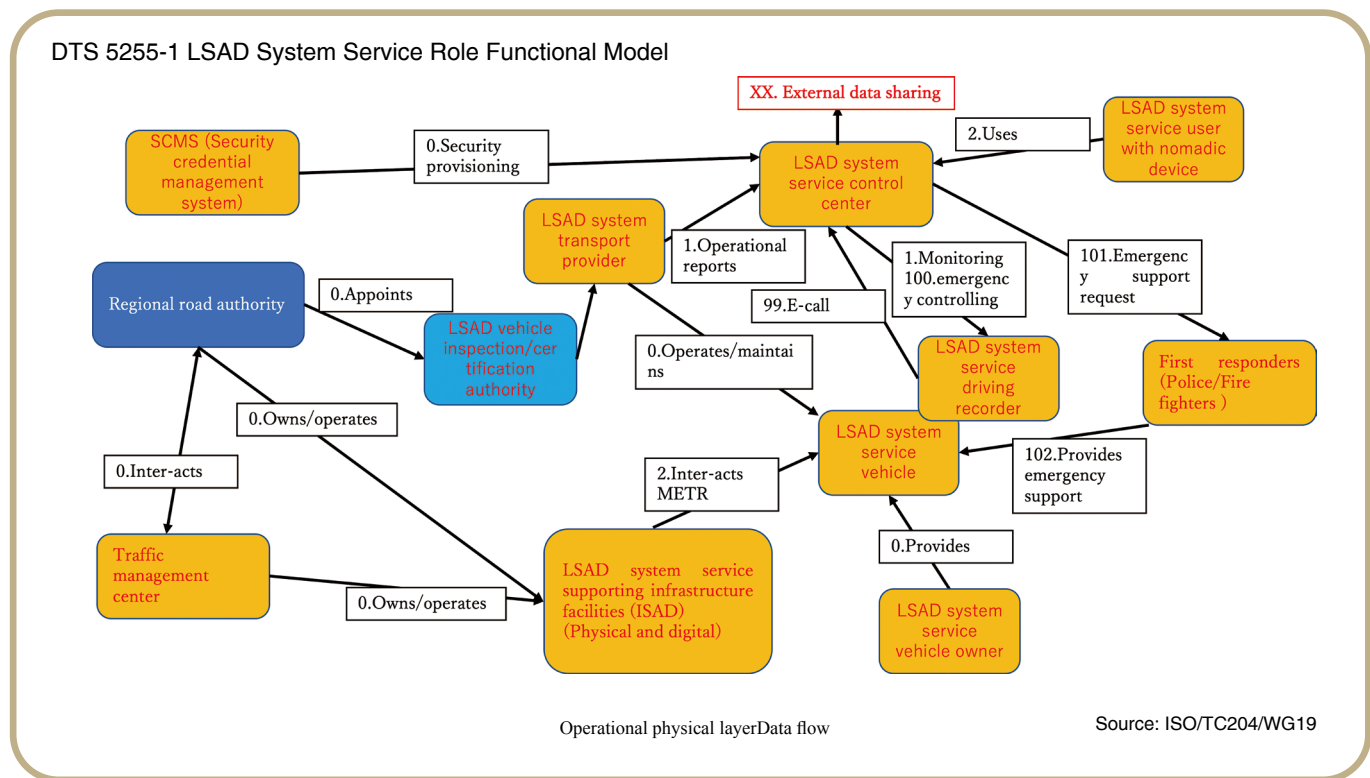 DTS 5255-1 LSAD System Service Role Functional Model
XX. External data sharing
SCMS (Security
credential
management
system)
0.Security
provisioning
LSAD system
service control
center
2.Uses
LSAD system
service user
with nomadic
device
LSAD system
transport
provider
1.Operational
reports
1.Monitoring
100.emergenc
y controlling
101.Emergenc
y support
request
Regional road authority
0.Appoints
99.E-call
LSAD vehicle
inspection/cer
tification
authority
0.Operates/maintai
ns
LSAD system
service
driving
recorder
First responders
(Police/Fire
fighters )
0.Owns/operates
LSAD system
service
vehicle
0.Inter-acts
2.Inter-acts
METR
102.Provides
emergency
support
Traffic
management
center
0.Owns/operates
LSAD system service
supporting infrastructure
facilities (ISAD)
(Physical and digital)
0.Provides
LSAD system
service
vehicle owner
Operational physical layerData flow
Source: ISO/TC204/WG19